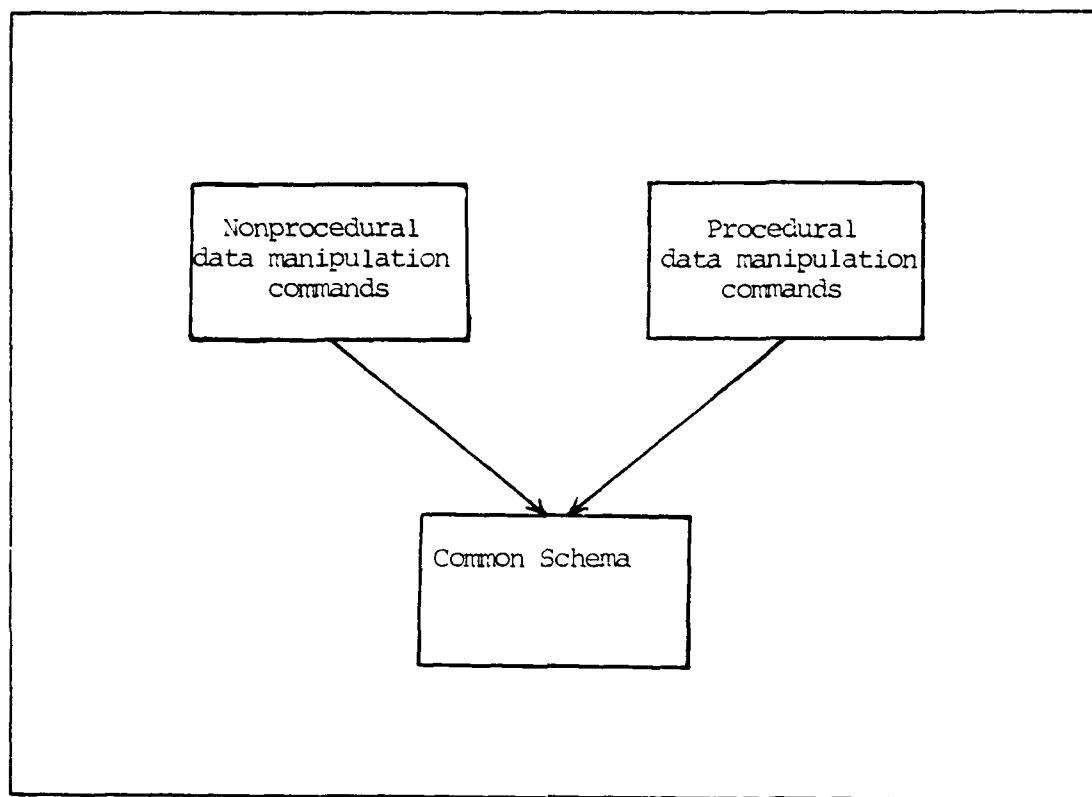 Nonprocedural
data manipulation
commands
Procedural
data manipulation
commands
Common Schema